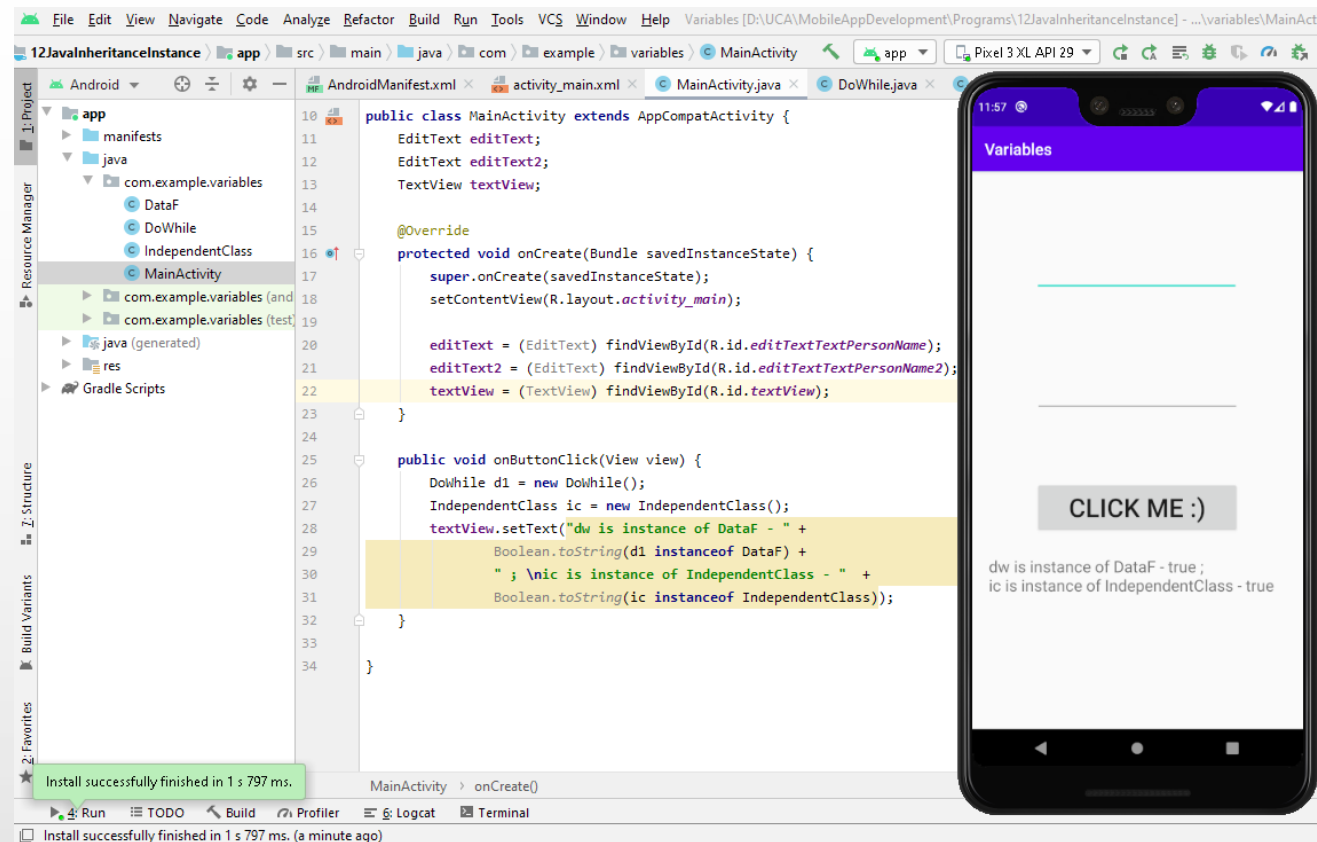 File Edit View Navigate Code Analyze Refactor Build Run Tools VCS Window Help Variables [D:\UCA\MobileAppDevelopment\Programs\12JavaInheritanceInstance] - ...\variables\MainAct
12JavaInheritanceInstance app src main java com example variables MainActivity app Pixel 3 XL API 29
Android
AndroidManifest.xml activity_main.xml MainActivity.java DoWhile.java
1: Project
Resource Manager
7: Structure
Build Variants
2: Favorites
app
manifests
java
com.example.variables
DataF
DoWhile
IndependentClass
MainActivity
com.example.variables (and
com.example.variables (test)
java (generated)
res
Gradle Scripts
10 public class MainActivity extends AppCompatActivity {
11 EditText editText;
12 EditText editText2;
13 TextView textView;
14
15 @Override
16 protected void onCreate(Bundle savedInstanceState) {
17 super.onCreate(savedInstanceState);
18 setContentView(R.layout.activity_main);
19
20 editText = (EditText) findViewById(R.id.editTextTextPersonName);
21 editText2 = (EditText) findViewById(R.id.editTextTextPersonName2);
22 textView = (TextView) findViewById(R.id.textView);
23 }
24
25 public void onButtonClick(View view) {
26 DoWhile d1 = new DoWhile();
27 IndependentClass ic = new IndependentClass();
28 textView.setText("dw is instance of DataF - " +
29 Boolean.toString(d1 instanceof DataF) +
30 " ; \nic is instance of IndependentClass - " +
31 Boolean.toString(ic instanceof IndependentClass));
32 }
33
34 }
11:57
Variables
CLICK ME :)
dw is instance of DataF - true ;
ic is instance of IndependentClass - true
Install successfully finished in 1 s 797 ms.
MainActivity onCreate()
4: Run TODO Build Profiler 6: Logcat Terminal
Install successfully finished in 1 s 797 ms. (a minute ago)